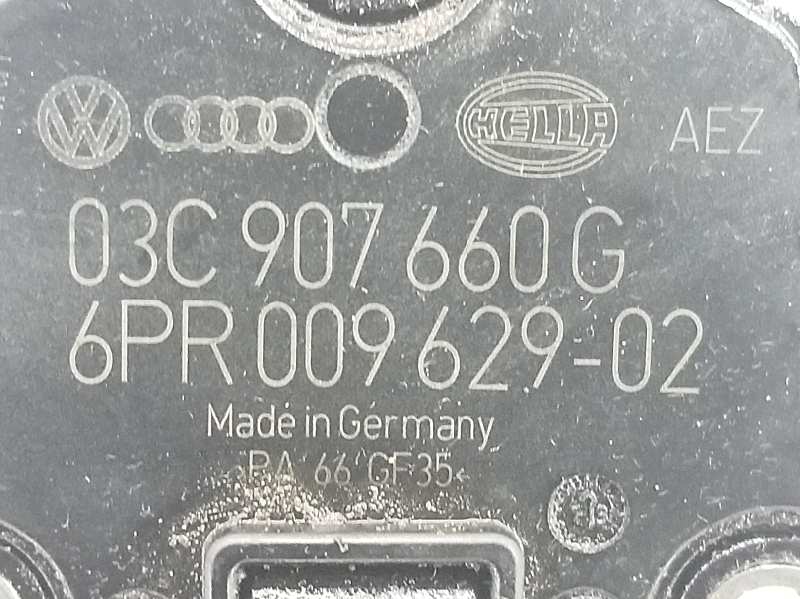 HELLA AEZ
03C 907 660 G
6PR 009 629-02
Made in Germany
>PA 66 GF35<